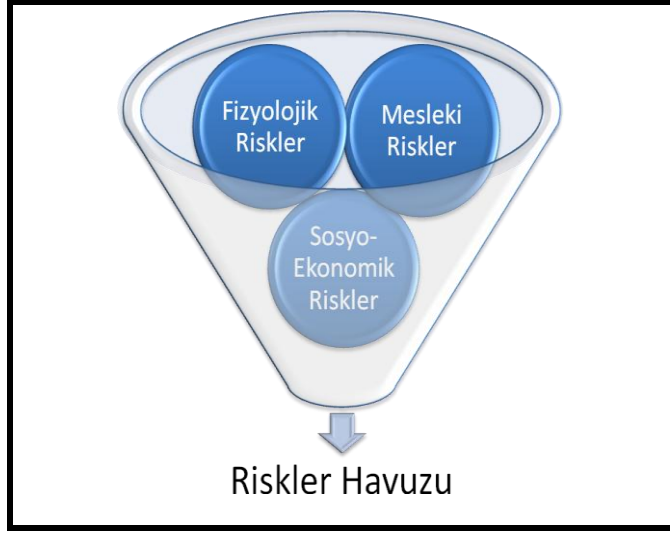 Fizyolojik
Riskler
Mesleki
Riskler
Sosyo-
Ekonomik
Riskler
Riskler Havuzu